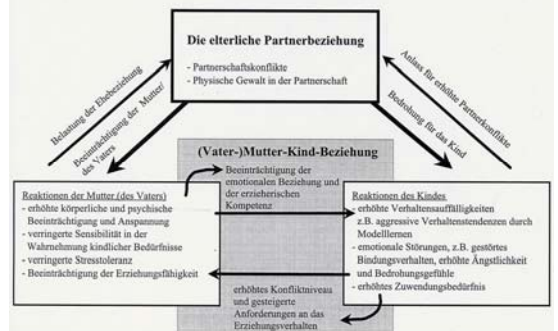 Die elterliche Partnerbeziehung
- Partnerschaftskonflikte
- Physische Gewalt in der Partnerschaft
Belastung der Ehebeziehung
Beeinträchtigung der Mutter/
des Vaters
Anlass für erhöhte Partnerkonflikte
Bedrohung für das Kind
(Vater-)Mutter-Kind-Beziehung
Beeinträchtigung der
emotionalen Beziehung und
der erzieherischen
Kompetenz
Reaktionen der Mutter (des Vaters)
- erhöhte körperliche und psychische
Beeinträchtigung und Anspannung
- verringerte Sensibilität in der
Wahrnehmung kindlicher Bedürfnisse
- verringerte Stresstoleranz
- Beeinträchtigung der Erziehungsfähigkeit
Reaktionen des Kindes
- erhöhte Verhaltensauffälligkeiten
z.B. aggressive Verhaltenstendenzen durch
Modelllernen
- emotionale Störungen, z.B. gestörtes
Bindungsverhalten, erhöhte Ängstlichkeit
und Bedrohungsgefühle
- erhöhtes Zuwendungsbedürfnis
erhöhtes Konfliktniveau
und gesteigerte
Anforderungen an das
Erziehungsverhalten